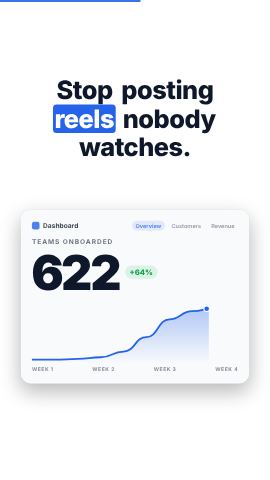 Stop posting
reels nobody
watches.
Dashboard
Overview Customers Revenue
TEAMS ONBOARDED
622 +64%
WEEK 1 WEEK 2 WEEK 3 WEEK 4